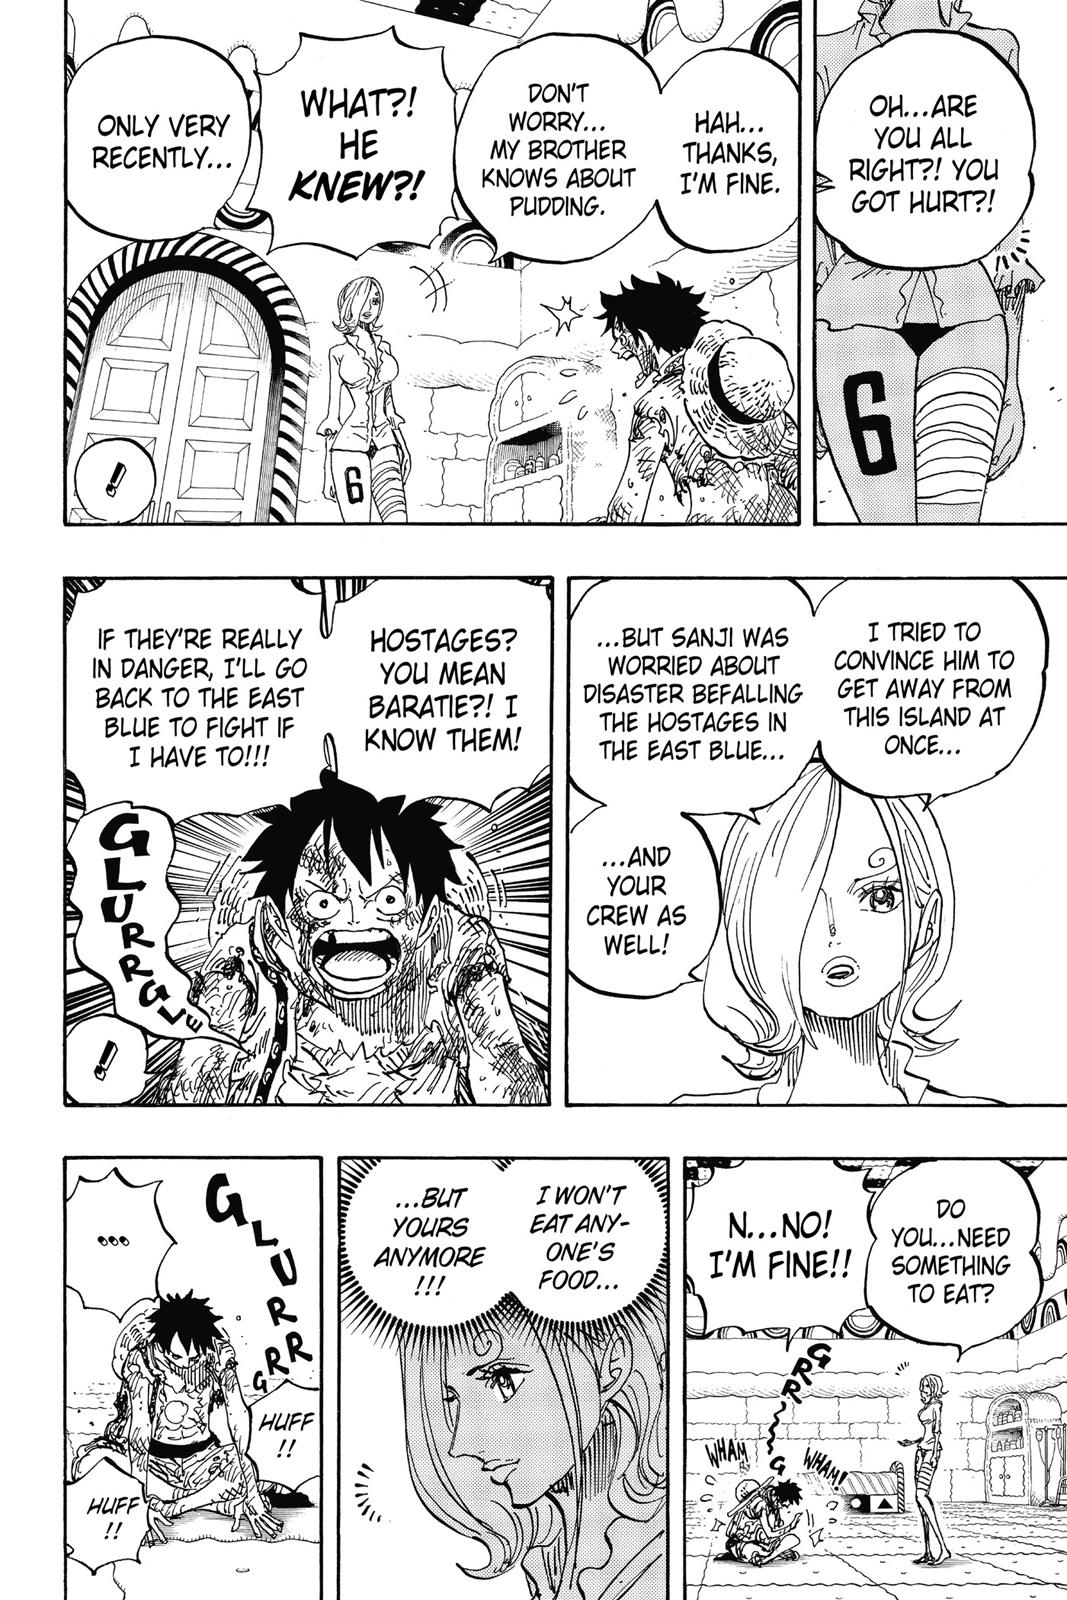 OH...ARE
YOU ALL
RIGHT?! YOU
GOT HURT?!
6
HAH...
THANKS,
I'M FINE.
DON'T
WORRY...
MY BROTHER
KNOWS ABOUT
PUDDING.
WHAT?!
HE
KNEW?!
ONLY VERY
RECENTLY...
6
!
I TRIED TO
CONVINCE HIM TO
GET AWAY FROM
THIS ISLAND AT
ONCE...
...BUT SANJI WAS
WORRIED ABOUT
DISASTER BEFALLING
THE HOSTAGES IN
THE EAST BLUE...
...AND
YOUR
CREW AS
WELL!
HOSTAGES?
YOU MEAN
BARATIE?! I
KNOW THEM!
IF THEY'RE REALLY
IN DANGER, I'LL GO
BACK TO THE EAST
BLUE TO FIGHT IF
I HAVE TO!!!
GLURRGLE
!
DO
YOU...NEED
SOMETHING
TO EAT?
N...NO!
I'M FINE!!
GRR~G
WHAM
WHAM!
I WON'T
EAT ANY-
ONE'S
FOOD...
...BUT
YOURS
ANYMORE
!!!
GLURRGRR
...
HUFF
!!
HUFF
!!